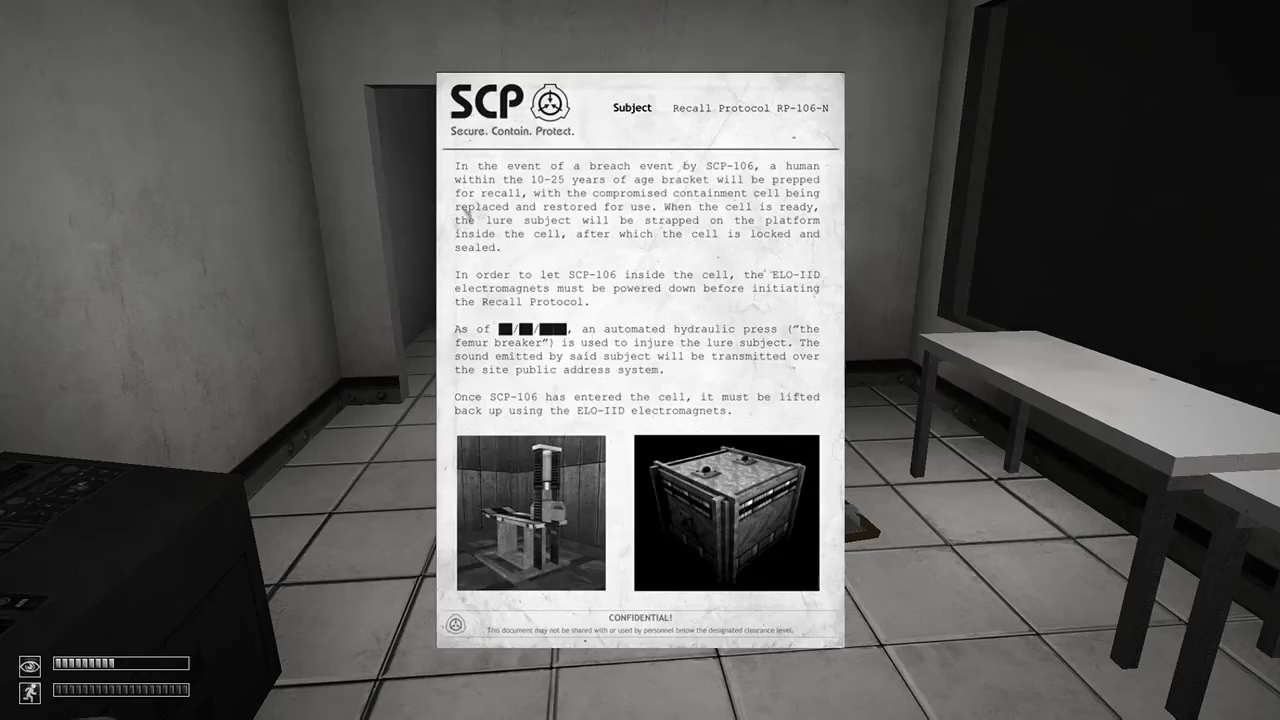 SCP
Secure. Contain. Protect.
Subject Recall Protocol RP-106-N
In the event of a breach event by SCP-106, a human
within the 10-25 years of age bracket will be prepped
for recall, with the compromised containment cell being
replaced and restored for use. When the cell is ready,
the lure subject will be strapped on the platform
inside the cell, after which the cell is locked and
sealed.
In order to let SCP-106 inside the cell, the ELO-IID
electromagnets must be powered down before initiating
the Recall Protocol.
As of ██/██/███, an automated hydraulic press (“the
femur breaker”) is used to injure the lure subject. The
sound emitted by said subject will be transmitted over
the site public address system.
Once SCP-106 has entered the cell, it must be lifted
back up using the ELO-IID electromagnets.
CONFIDENTIAL!
This document may not be shared with or used by personnel below the designated clearance level.